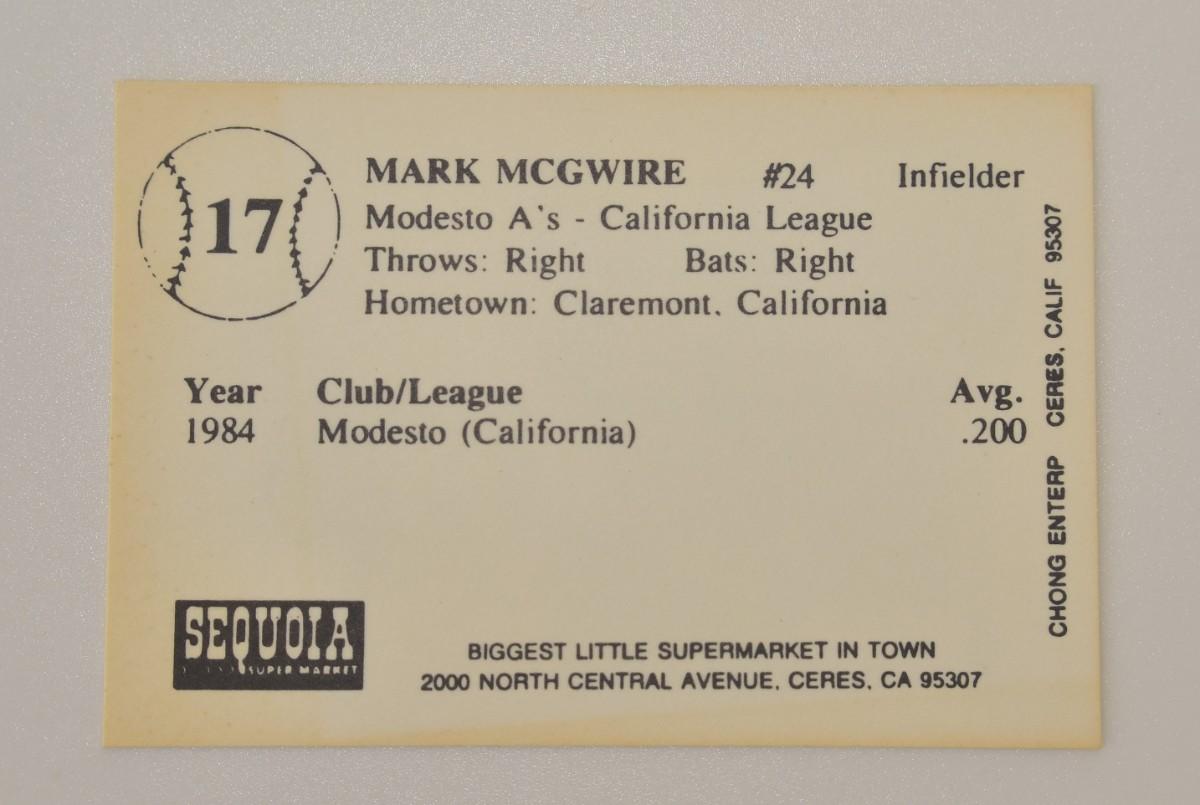 17
MARK MCGWIRE #24 Infielder
Modesto A's - California League
Throws: Right Bats: Right
Hometown: Claremont, California
Year Club/League Avg.
1984 Modesto (California) .200
SEQUOIA
SUPER MARKET
BIGGEST LITTLE SUPERMARKET IN TOWN
2000 NORTH CENTRAL AVENUE, CERES, CA 95307
CHONG ENTERP CERES, CALIF 95307